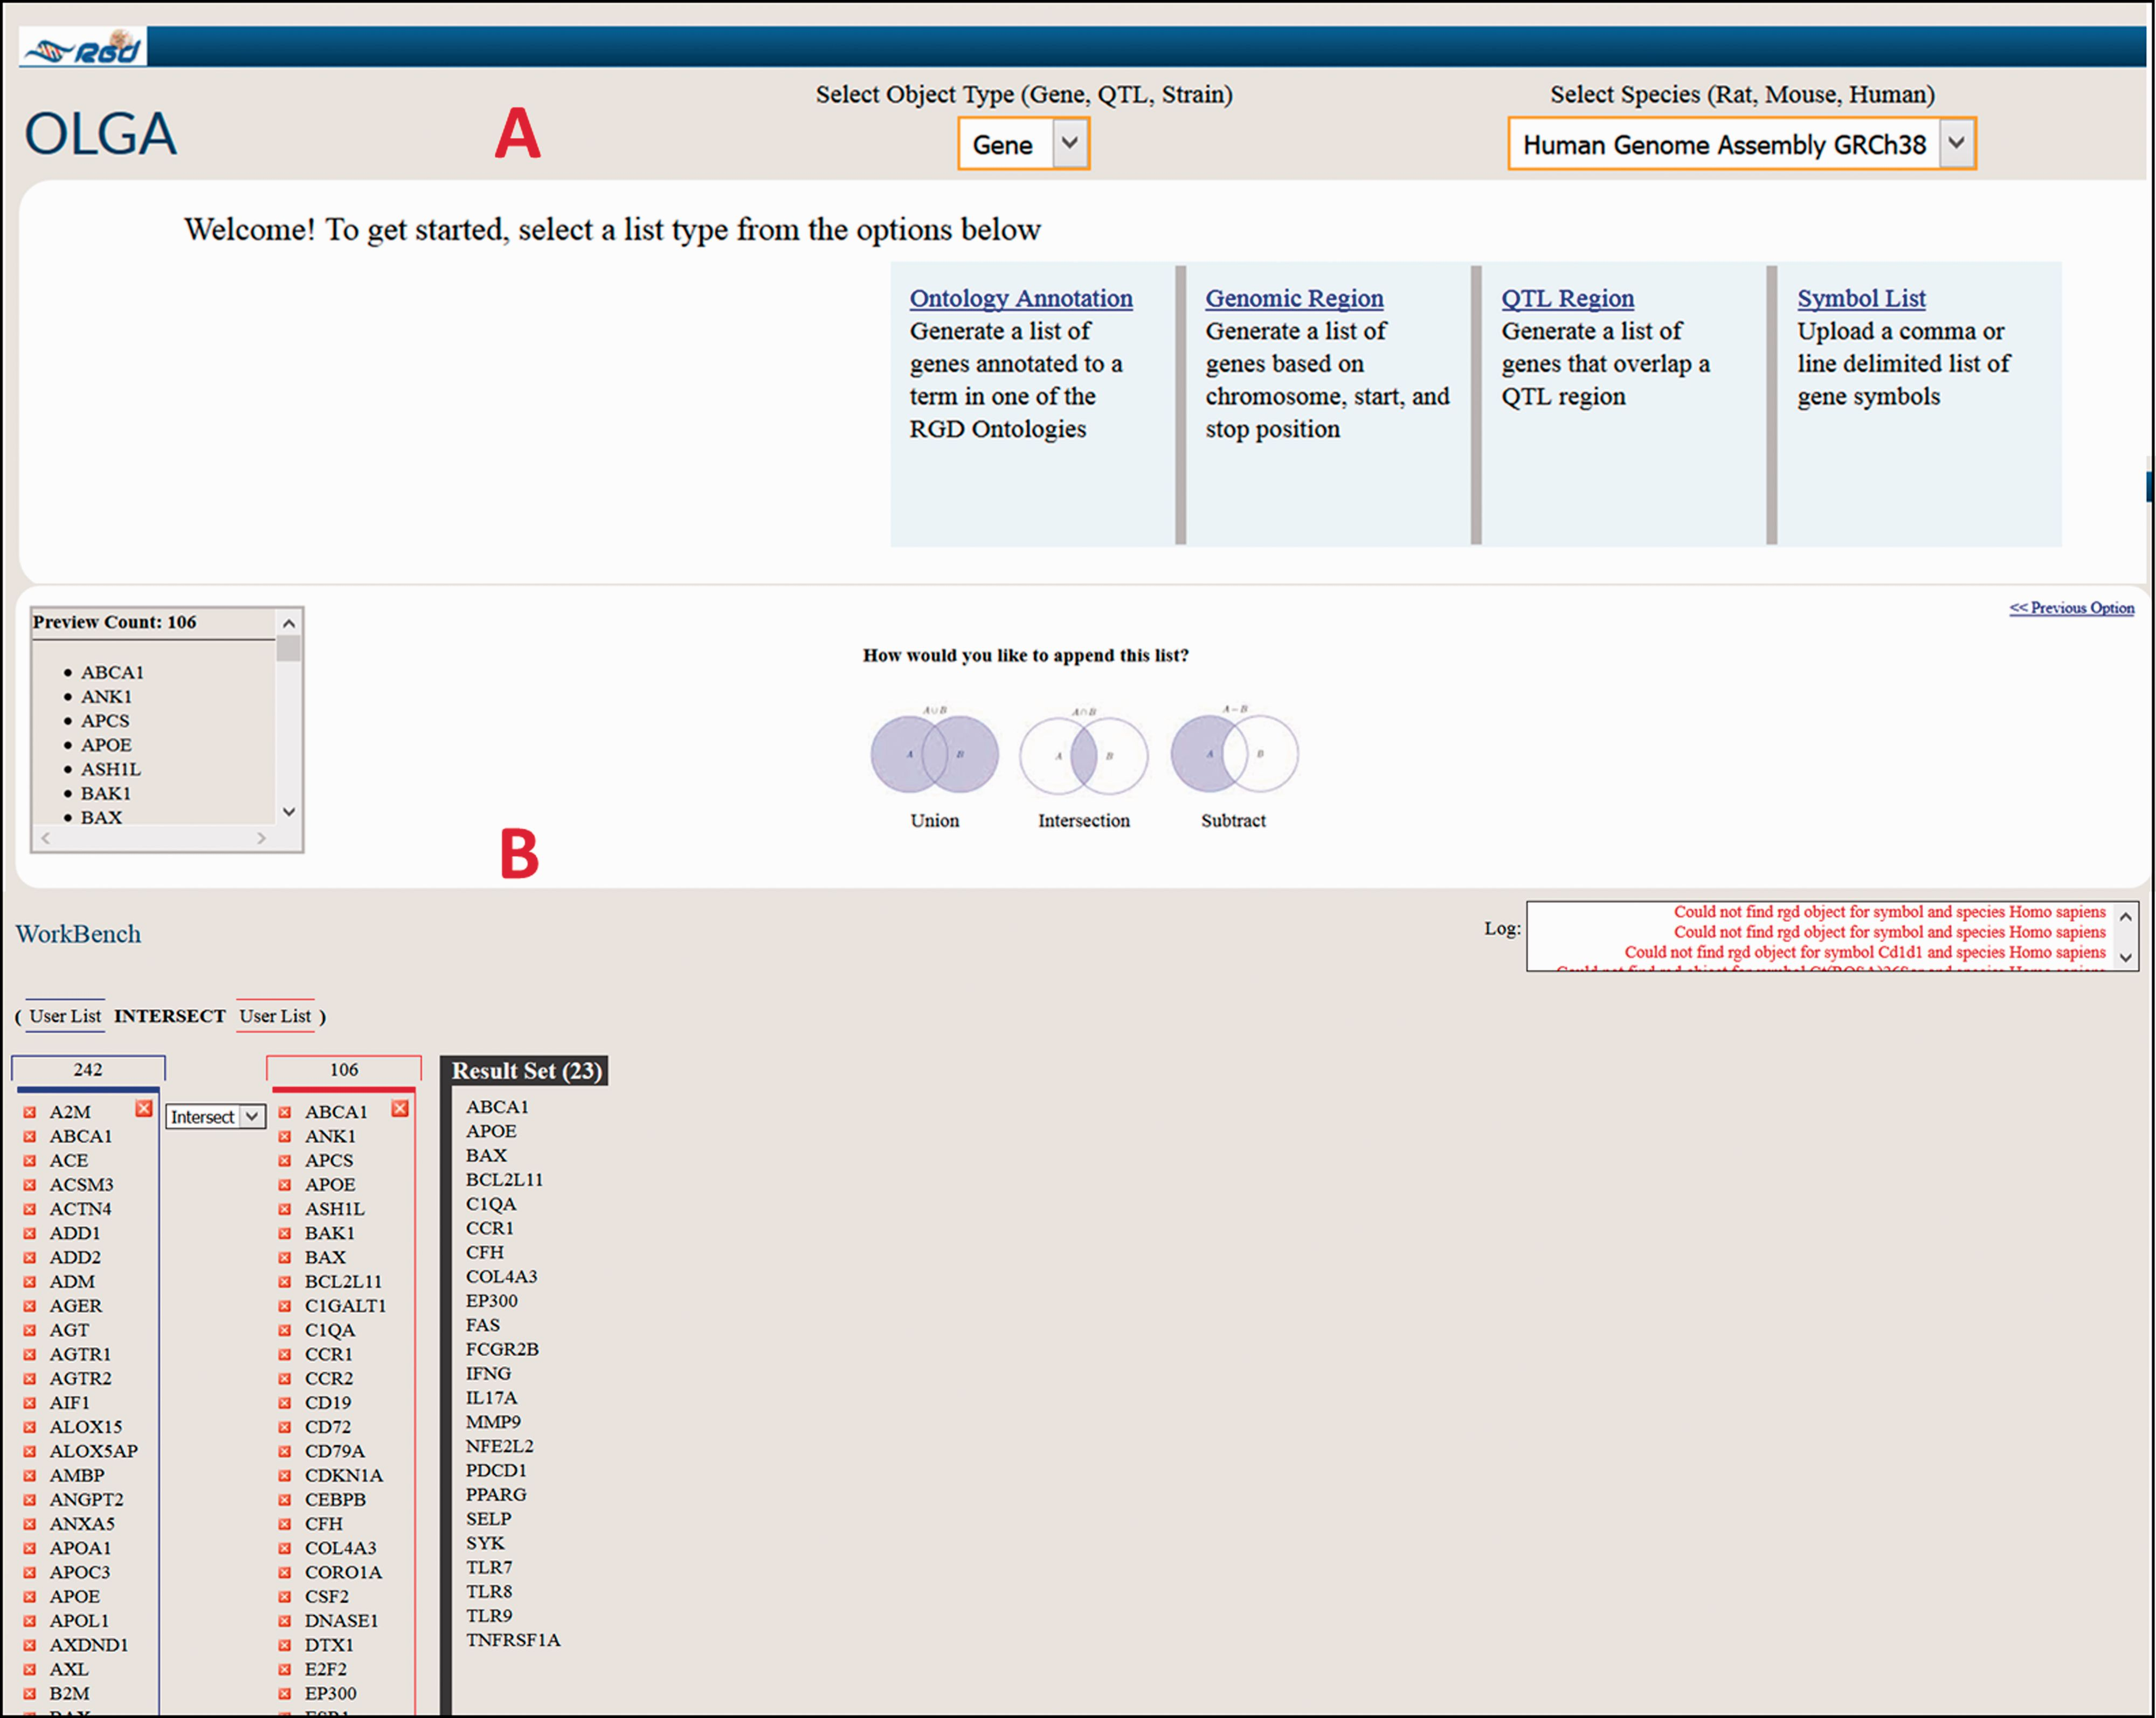 RGD
OLGA
A
Select Object Type (Gene, QTL, Strain)
Gene
Select Species (Rat, Mouse, Human)
Human Genome Assembly GRCh38
Welcome! To get started, select a list type from the options below
Ontology Annotation
Generate a list of
genes annotated to a
term in one of the
RGD Ontologies
Genomic Region
Generate a list of
genes based on
chromosome, start, and
stop position
QTL Region
Generate a list of
genes that overlap a
QTL region
Symbol List
Upload a comma or
line delimited list of
gene symbols
<< Previous Option
Preview Count: 106
ABCA1
ANK1
APCS
APOE
ASH1L
BAK1
BAX
How would you like to append this list?
A∪B
A
B
Union
A∩B
A
B
Intersection
A−B
A
B
Subtract
B
WorkBench
Log:
Could not find rgd object for symbol and species Homo sapiens
Could not find rgd object for symbol and species Homo sapiens
Could not find rgd object for symbol Cd1d1 and species Homo sapiens
( User List INTERSECT User List )
242
A2M
ABCA1
ACE
ACSM3
ACTN4
ADD1
ADD2
ADM
AGER
AGT
AGTR1
AGTR2
AIF1
ALOX15
ALOX5AP
AMBP
ANGPT2
ANXA5
APOA1
APOC3
APOE
APOL1
AXDND1
AXL
B2M
Intersect
106
ABCA1
ANK1
APCS
APOE
ASH1L
BAK1
BAX
BCL2L11
C1GALT1
C1QA
CCR1
CCR2
CD19
CD72
CD79A
CDKN1A
CEBPB
CFH
COL4A3
CORO1A
CSF2
DNASE1
DTX1
E2F2
EP300
Result Set (23)
ABCA1
APOE
BAX
BCL2L11
C1QA
CCR1
CFH
COL4A3
EP300
FAS
FCGR2B
IFNG
IL17A
MMP9
NFE2L2
PDCD1
PPARG
SELP
SYK
TLR7
TLR8
TLR9
TNFRSF1A